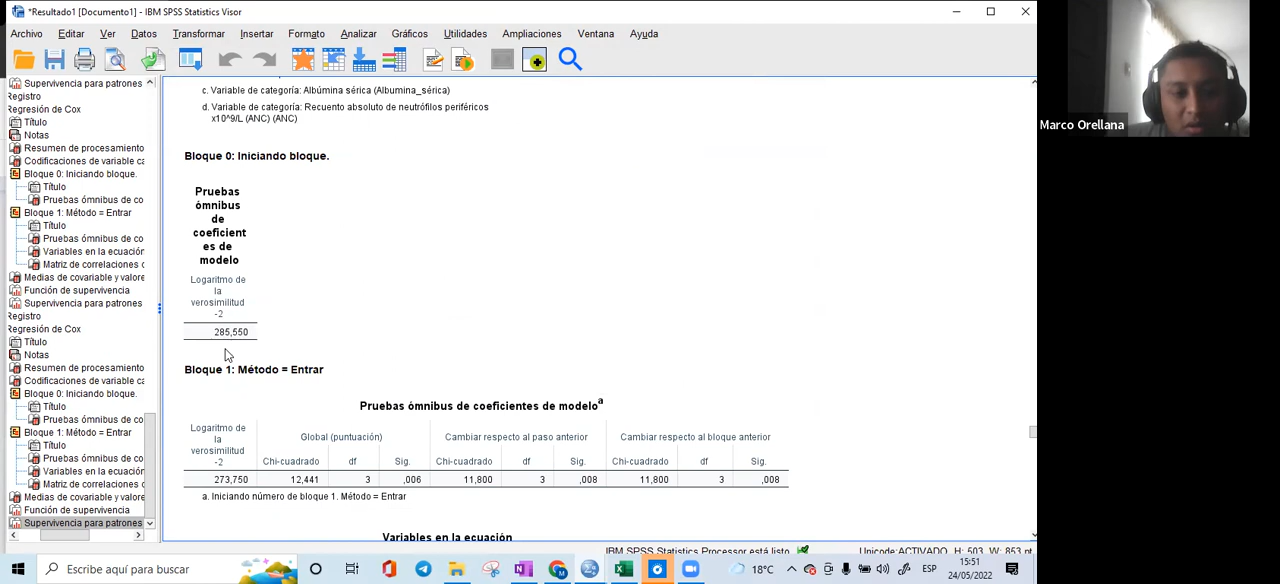 *Resultado1 [Documento1] - IBM SPSS Statistics Visor
Archivo Editar Ver Datos Transformar Insertar Formato Analizar Gráficos Utilidades Ampliaciones Ventana Ayuda
Supervivencia para patrones
Registro
Regresión de Cox
Título
Notas
Resumen de procesamiento
Codificaciones de variable ca
Bloque 0: Iniciando bloque.
Título
Pruebas ómnibus de co
Bloque 1: Método = Entrar
Título
Pruebas ómnibus de co
Variables en la ecuación
Matriz de correlaciones d
Medias de covariable y valore
Función de supervivencia
Supervivencia para patrones
Registro
Regresión de Cox
Título
Notas
Resumen de procesamiento
Codificaciones de variable ca
Bloque 0: Iniciando bloque.
Título
Pruebas ómnibus de co
Bloque 1: Método = Entrar
Título
Pruebas ómnibus de co
Variables en la ecuación
Matriz de correlaciones d
Medias de covariable y valore
Función de supervivencia
Supervivencia para patrones
c. Variable de categoría: Albúmina sérica (Albumina_sérica)
d. Variable de categoría: Recuento absoluto de neutrófilos periféricos
x10^9/L (ANC) (ANC)
Bloque 0: Iniciando bloque.
Pruebas
ómnibus
de
coeficient
es de
modelo
Logaritmo de
la
verosimilitud
-2
285,550
Bloque 1: Método = Entrar
Pruebas ómnibus de coeficientes de modeloa
Logaritmo de
la
verosimilitud
-2
Global (puntuación) Cambiar respecto al paso anterior Cambiar respecto al bloque anterior
Chi-cuadrado df Sig. Chi-cuadrado df Sig. Chi-cuadrado df Sig.
273,750 12,441 3 ,006 11,800 3 ,008 11,800 3 ,008
a. Iniciando número de bloque 1. Método = Entrar
Variables en la ecuación
IBM SPSS Statistics Processor está listo Unicode:ACTIVADO H: 503, W: 853 pt
Escribe aquí para buscar
18°C
ESP
15:51
24/05/2022
Marco Orellana